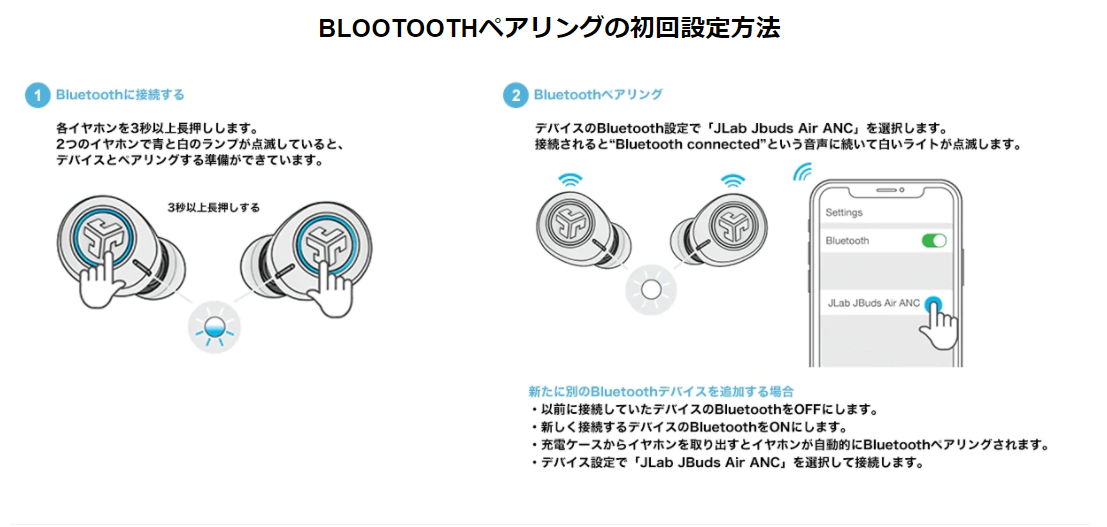 BLOOTOOTHペアリングの初回設定方法
1 Bluetoothに接続する
各イヤホンを3秒以上長押しします。
2つのイヤホンで青と白のランプが点滅していると、
デバイスとペアリングする準備ができています。
3秒以上長押しする
2 Bluetoothペアリング
デバイスのBluetooth設定で「JLab Jbuds Air ANC」を選択します。
接続されると“Bluetooth connected”という音声に続いて白いライトが点滅します。
Settings
Bluetooth
JLab JBuds Air ANC
新たに別のBluetoothデバイスを追加する場合
・以前に接続していたデバイスのBluetoothをOFFにします。
・新しく接続するデバイスのBluetoothをONにします。
・充電ケースからイヤホンを取り出すとイヤホンが自動的にBluetoothペアリングされます。
・デバイス設定で「JLab JBuds Air ANC」を選択して接続します。